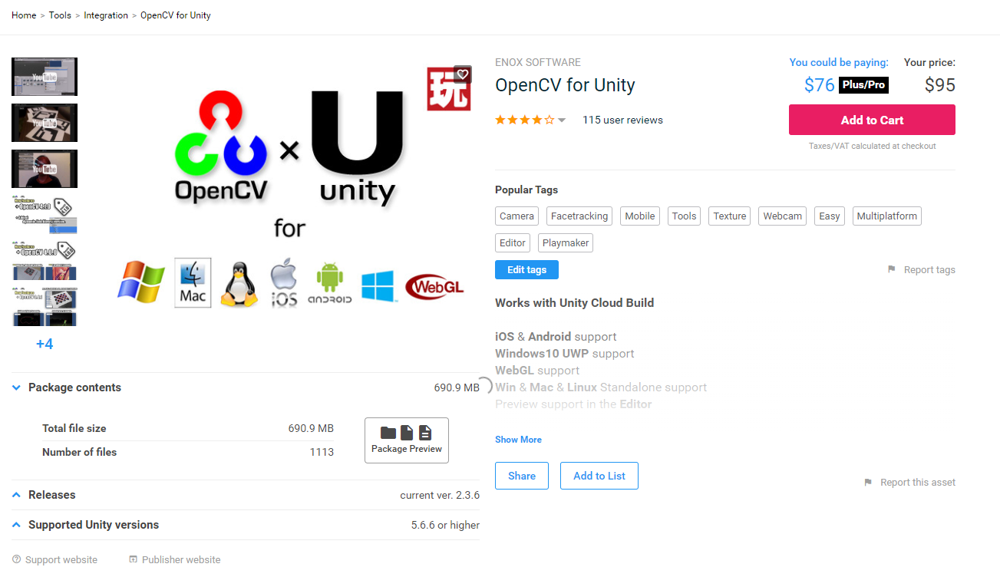 Home > Tools > Integration > OpenCV for Unity
YouTube
YouTube
YouTube
+4
玩
OpenCV
×
U
unity
for
Mac
iOS
ANDROID
WebGL
Package contents
690.9 MB
Total file size
690.9 MB
Number of files
1113
Package Preview
Releases
current ver. 2.3.6
Supported Unity versions
5.6.6 or higher
Support website
Publisher website
ENOX SOFTWARE
OpenCV for Unity
115 user reviews
You could be paying:
$76 Plus/Pro
Your price:
$95
Add to Cart
Taxes/VAT calculated at checkout
Popular Tags
Camera Facetracking Mobile Tools Texture Webcam Easy Multiplatform
Editor Playmaker
Edit tags
Report tags
Works with Unity Cloud Build
iOS & Android support
Windows10 UWP support
WebGL support
Win & Mac & Linux Standalone support
Preview support in the Editor
Show More
Share
Add to List
Report this asset